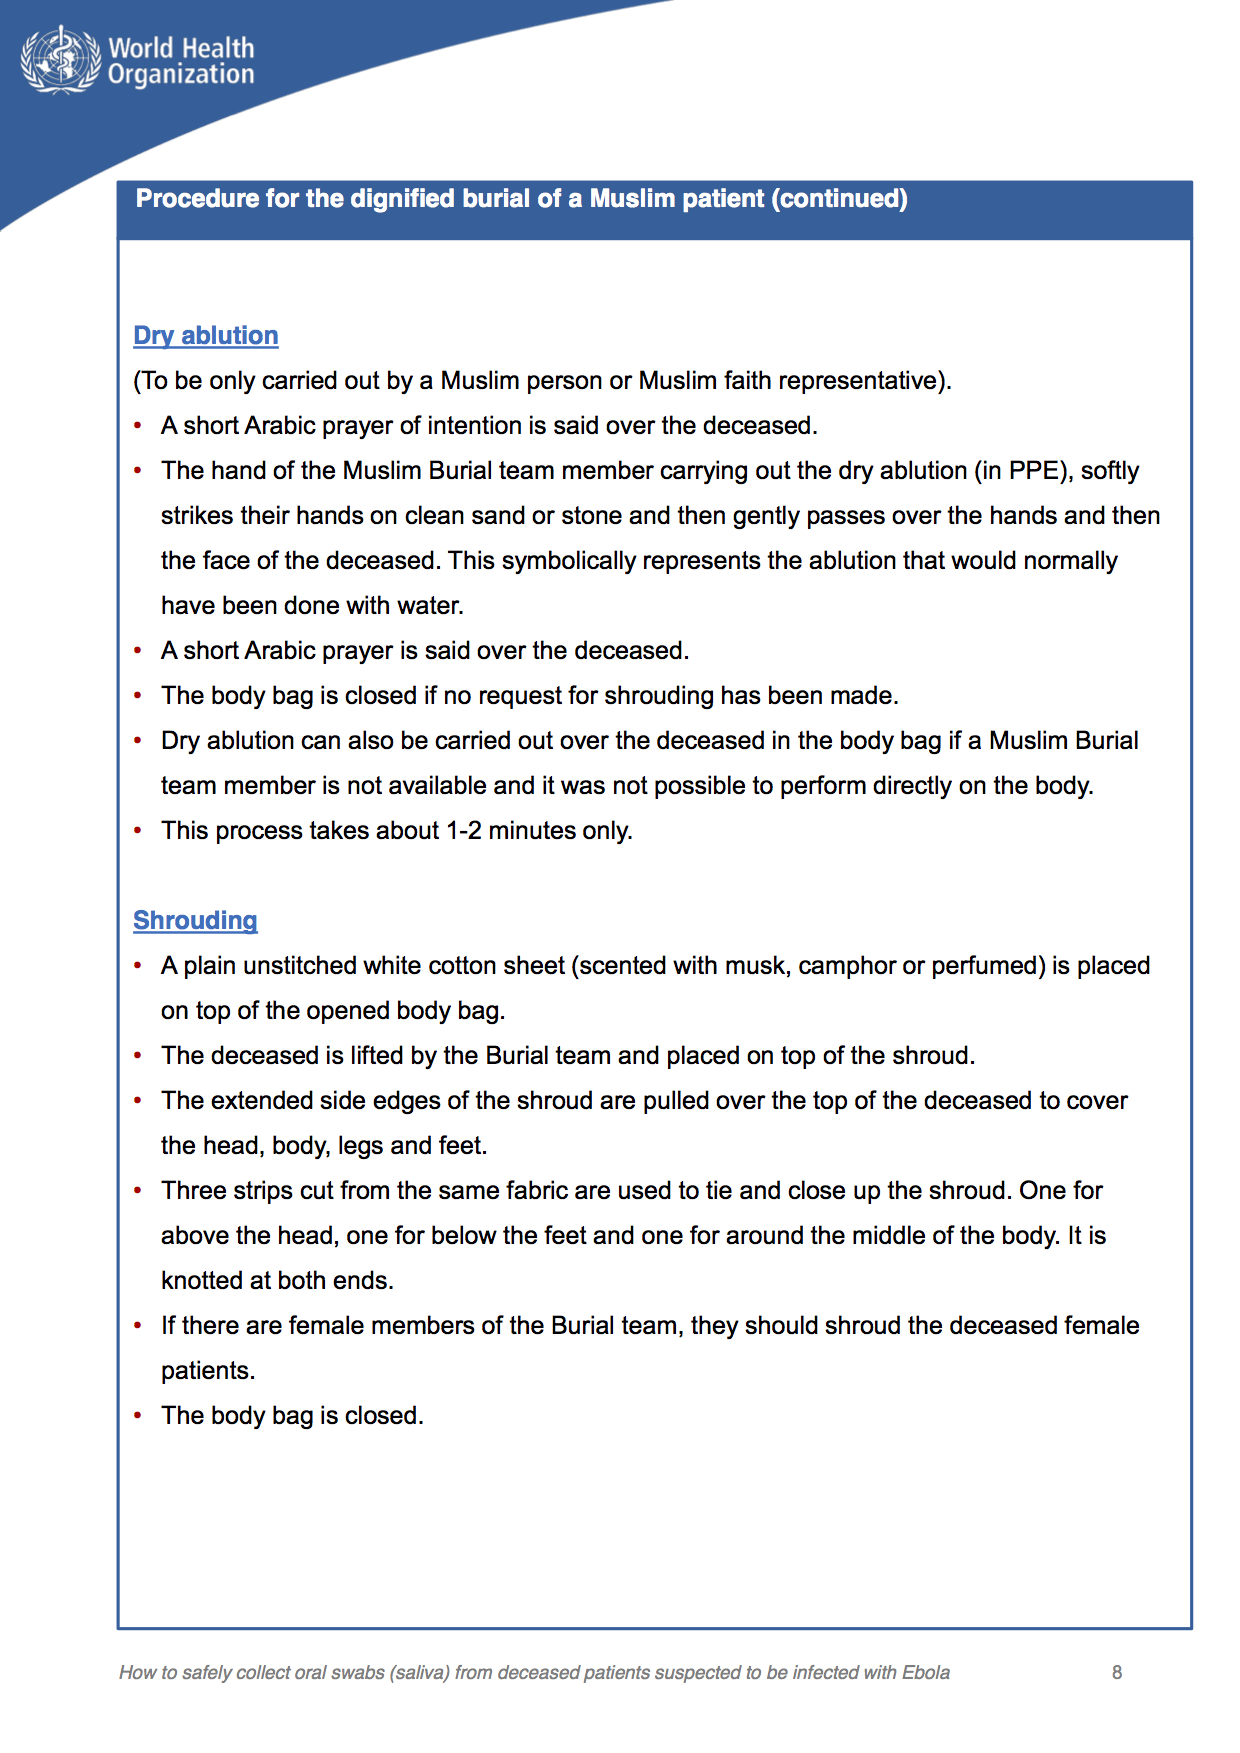 World Health
Organization
Procedure for the dignified burial of a Muslim patient (continued)
Dry ablution
(To be only carried out by a Muslim person or Muslim faith representative).
• A short Arabic prayer of intention is said over the deceased.
• The hand of the Muslim Burial team member carrying out the dry ablution (in PPE), softly
strikes their hands on clean sand or stone and then gently passes over the hands and then
the face of the deceased. This symbolically represents the ablution that would normally
have been done with water.
• A short Arabic prayer is said over the deceased.
• The body bag is closed if no request for shrouding has been made.
• Dry ablution can also be carried out over the deceased in the body bag if a Muslim Burial
team member is not available and it was not possible to perform directly on the body.
• This process takes about 1-2 minutes only.
Shrouding
• A plain unstitched white cotton sheet (scented with musk, camphor or perfumed) is placed
on top of the opened body bag.
• The deceased is lifted by the Burial team and placed on top of the shroud.
• The extended side edges of the shroud are pulled over the top of the deceased to cover
the head, body, legs and feet.
• Three strips cut from the same fabric are used to tie and close up the shroud. One for
above the head, one for below the feet and one for around the middle of the body. It is
knotted at both ends.
• If there are female members of the Burial team, they should shroud the deceased female
patients.
• The body bag is closed.
How to safely collect oral swabs (saliva) from deceased patients suspected to be infected with Ebola 8